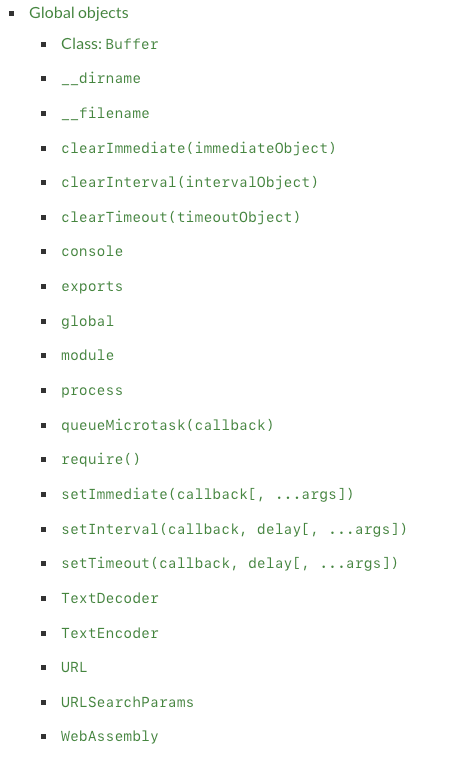 Global objects
Class: Buffer
__dirname
__filename
clearImmediate(immediateObject)
clearInterval(intervalObject)
clearTimeout(timeoutObject)
console
exports
global
module
process
queueMicrotask(callback)
require()
setImmediate(callback[, ...args])
setInterval(callback, delay[, ...args])
setTimeout(callback, delay[, ...args])
TextDecoder
TextEncoder
URL
URLSearchParams
WebAssembly